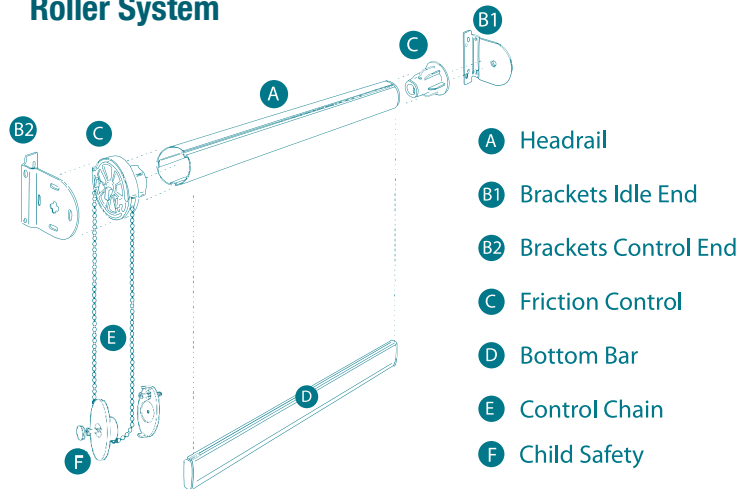 Roller System
B1
C
A
B2
C
A Headrail
B1 Brackets Idle End
B2 Brackets Control End
C Friction Control
D Bottom Bar
E Control Chain
F Child Safety
E
D
F